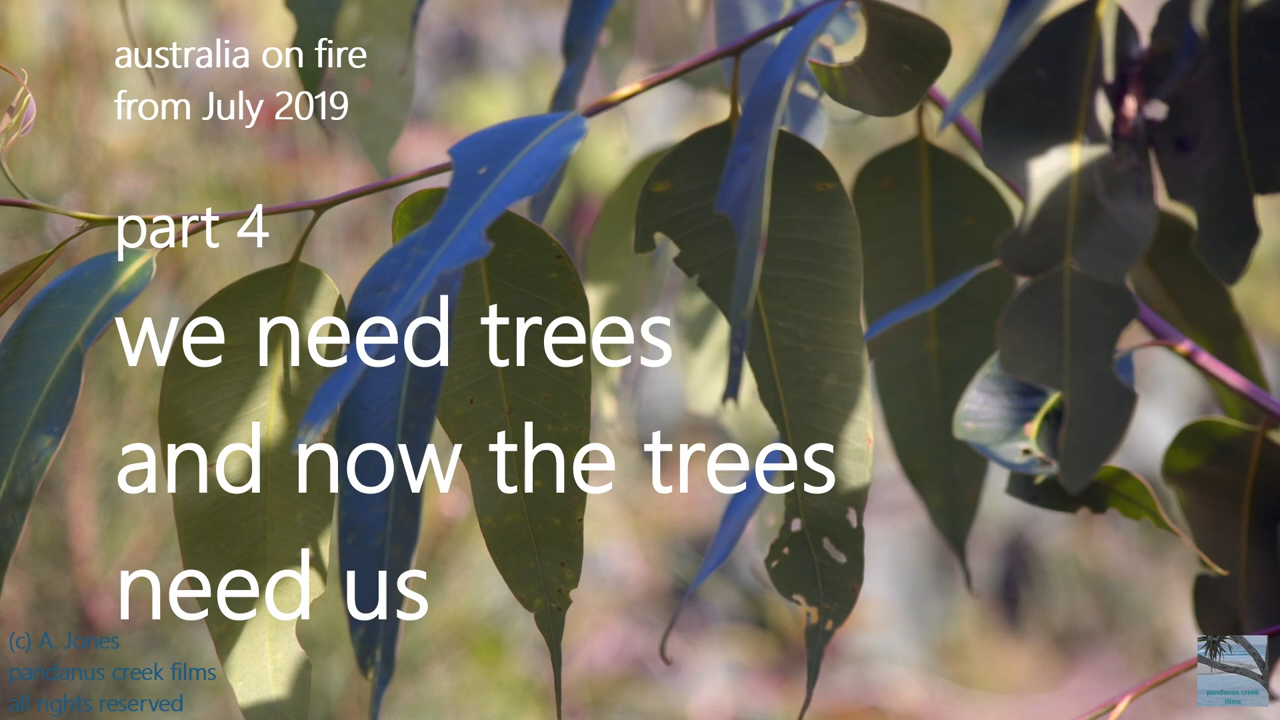 australia on fire
from July 2019
part 4
we need trees
and now the trees
need us
(c) A. Jones
pandanus creek films
all rights reserved
pandanus creek
films